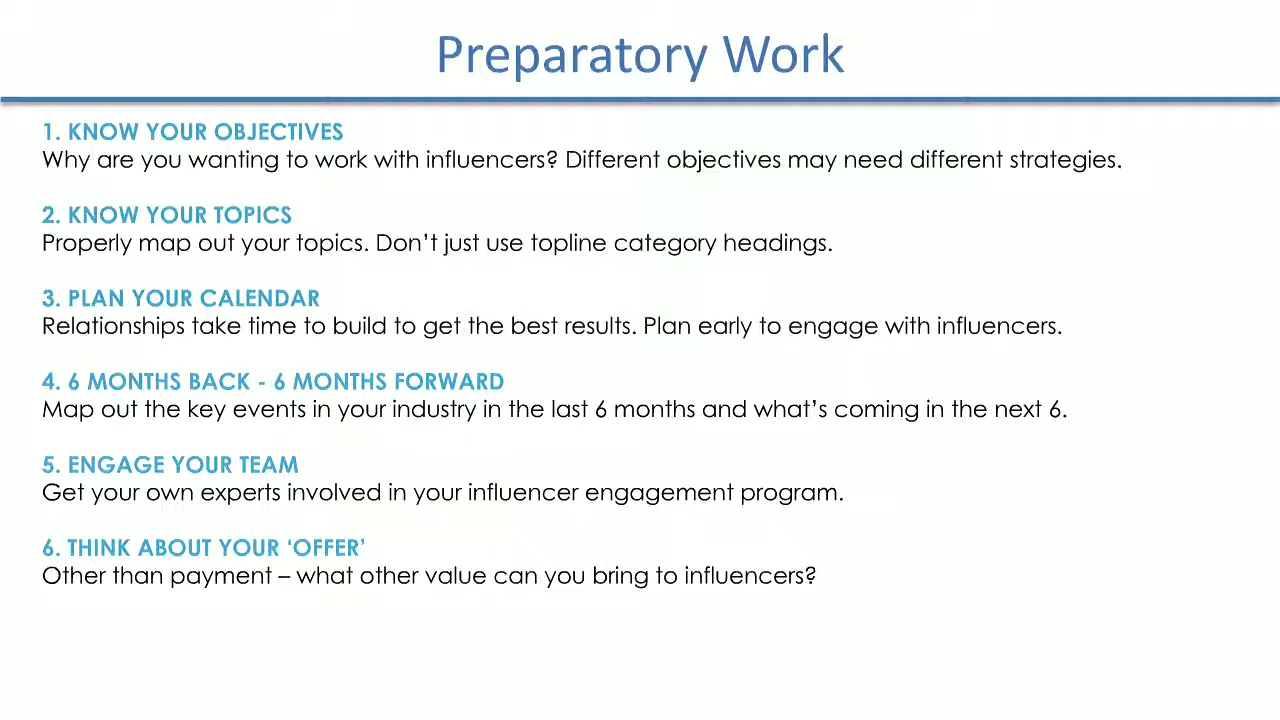 Preparatory Work
1. KNOW YOUR OBJECTIVES
Why are you wanting to work with influencers? Different objectives may need different strategies.
2. KNOW YOUR TOPICS
Properly map out your topics. Don’t just use topline category headings.
3. PLAN YOUR CALENDAR
Relationships take time to build to get the best results. Plan early to engage with influencers.
4. 6 MONTHS BACK - 6 MONTHS FORWARD
Map out the key events in your industry in the last 6 months and what’s coming in the next 6.
5. ENGAGE YOUR TEAM
Get your own experts involved in your influencer engagement program.
6. THINK ABOUT YOUR ‘OFFER’
Other than payment – what other value can you bring to influencers?